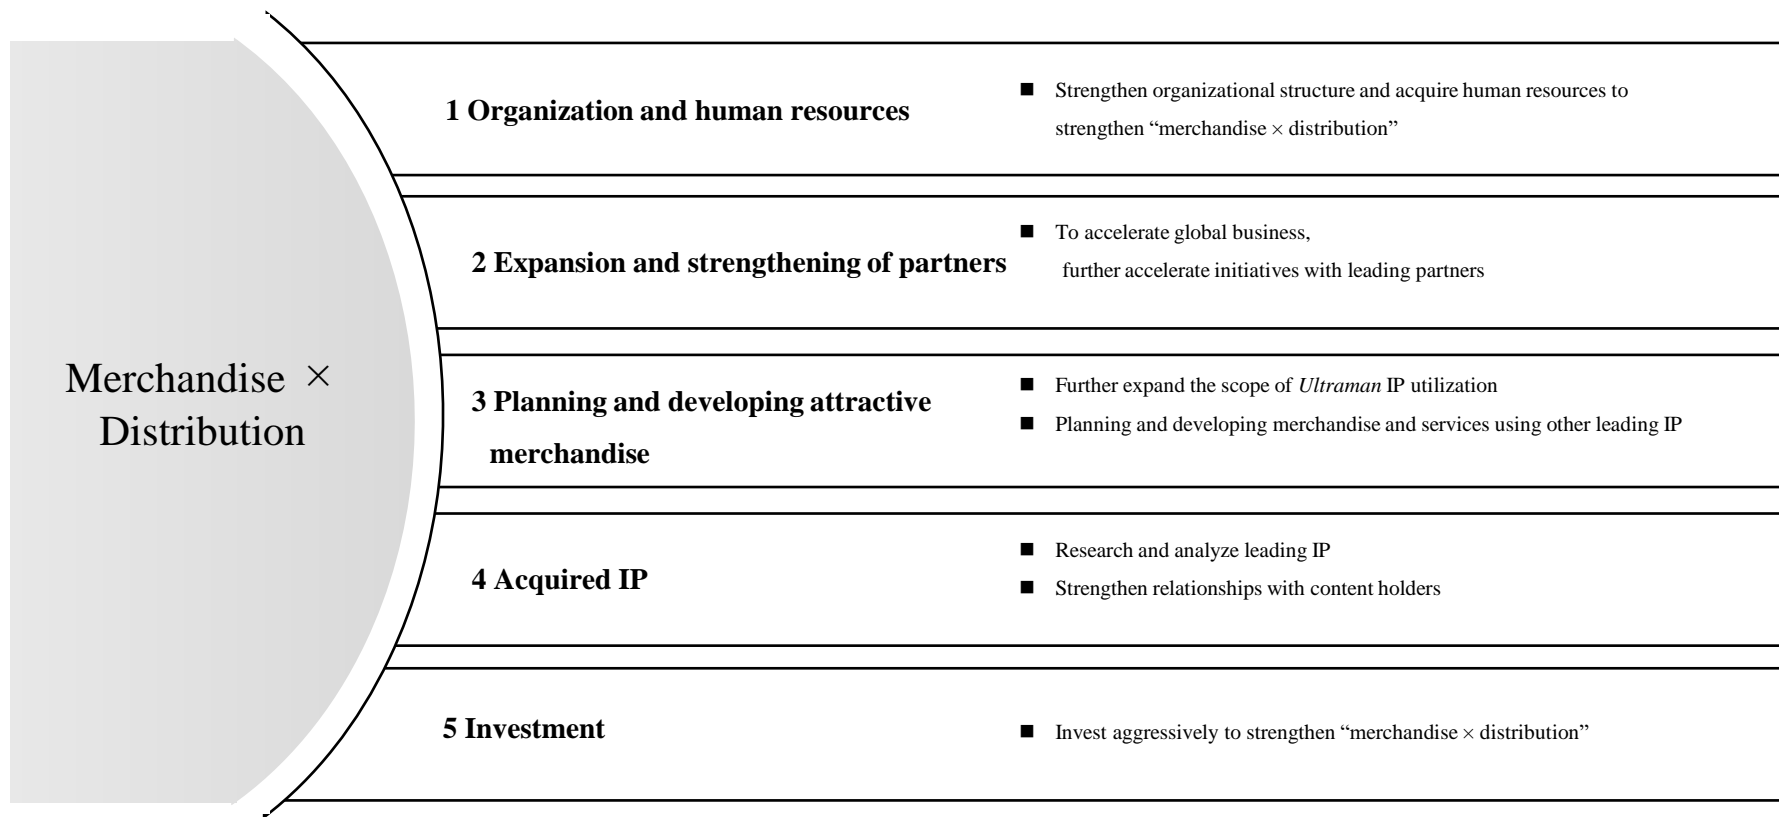 Merchandise ×
Distribution
1 Organization and human resources
■ Strengthen organizational structure and acquire human resources to
strengthen “merchandise × distribution”
2 Expansion and strengthening of partners
■ To accelerate global business,
further accelerate initiatives with leading partners
3 Planning and developing attractive
merchandise
■ Further expand the scope of Ultraman IP utilization
■ Planning and developing merchandise and services using other leading IP
4 Acquired IP
■ Research and analyze leading IP
■ Strengthen relationships with content holders
5 Investment
■ Invest aggressively to strengthen “merchandise × distribution”